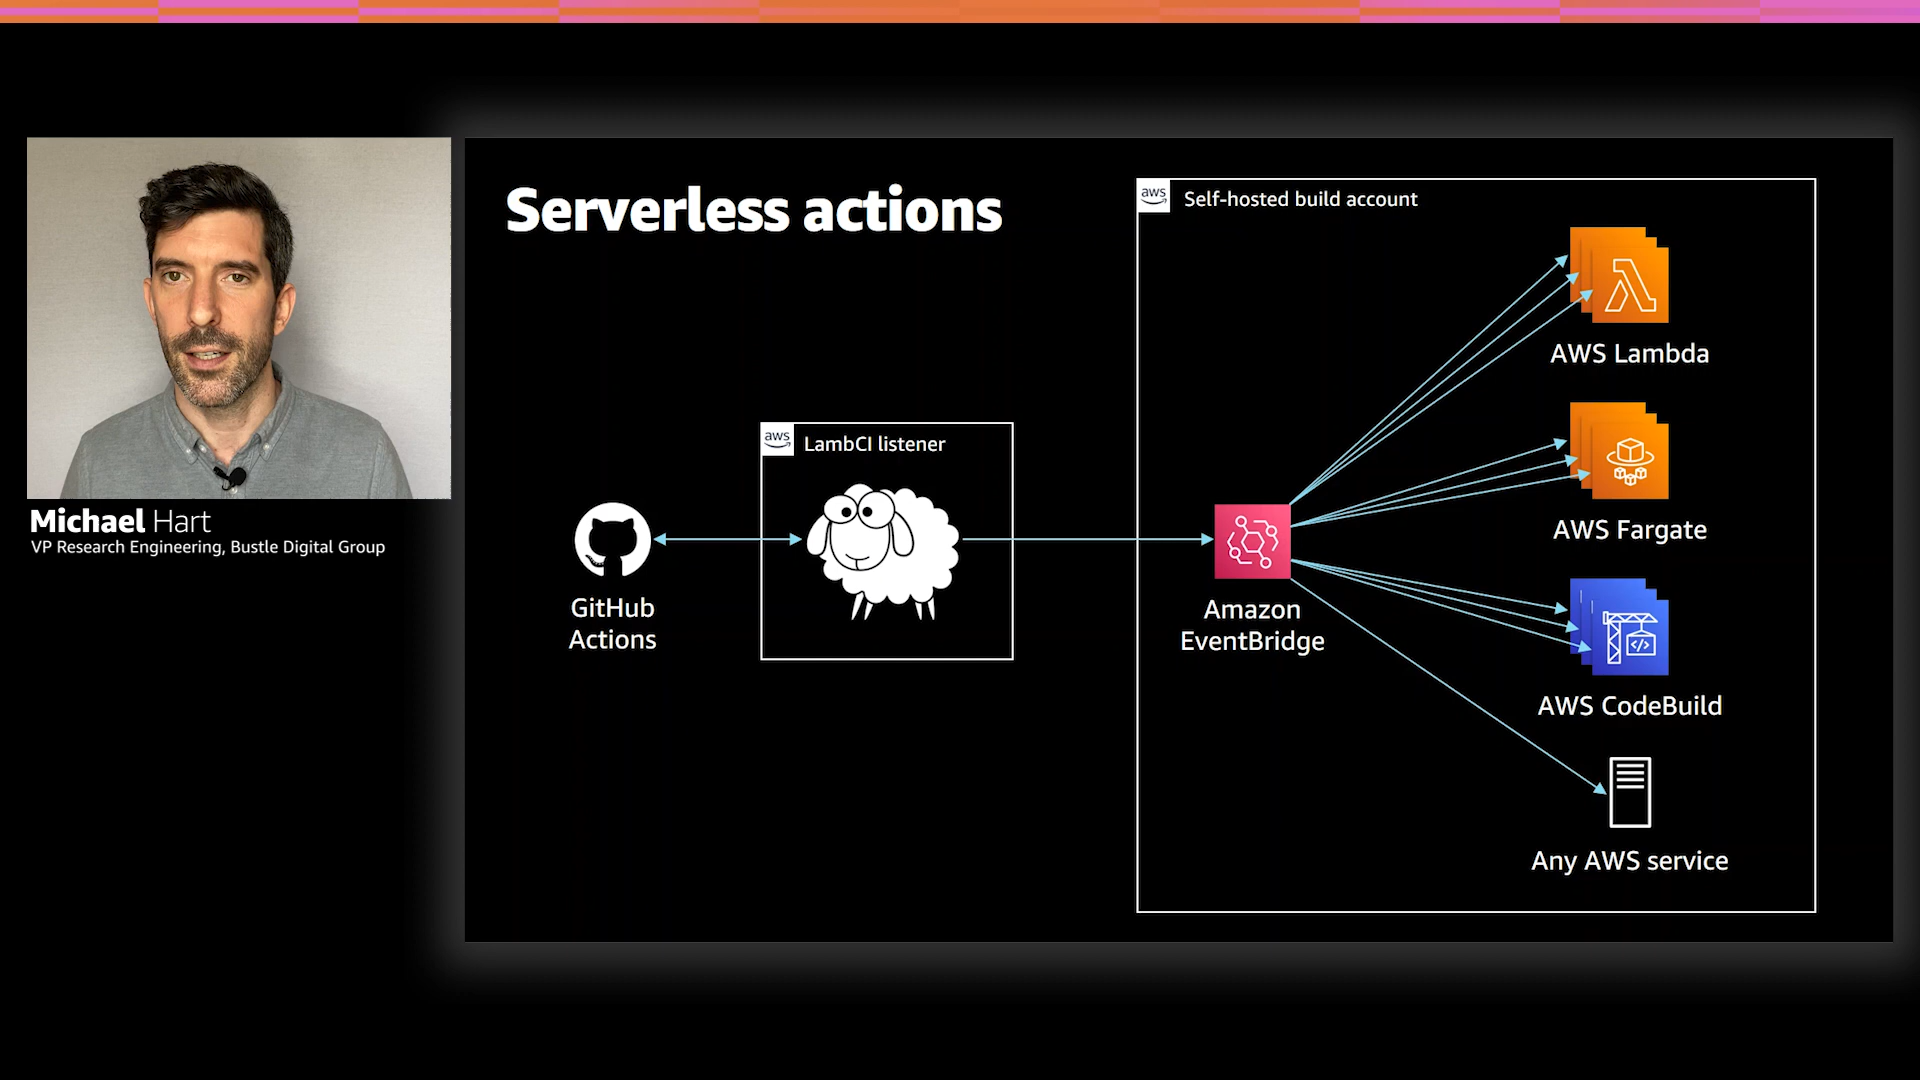 Serverless actions
aws
Self-hosted build account
AWS Lambda
aws
LambCI listener
AWS Fargate
Michael Hart
VP Research Engineering, Bustle Digital Group
GitHub
Actions
Amazon
EventBridge
AWS CodeBuild
Any AWS service